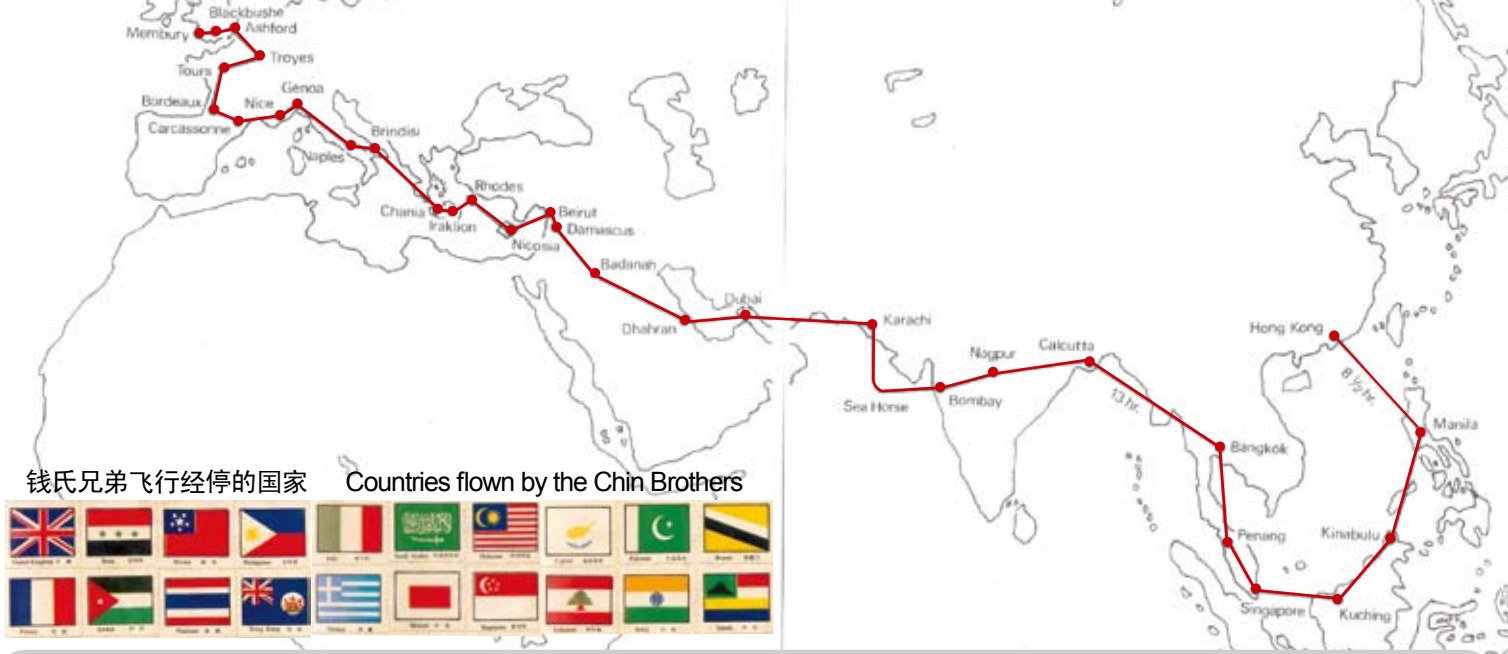 Blackbushe
Membury
Ashford
Troyes
Tours
Genoa
Bordeaux
Nice
Carcassonne
Brindisi
Naples
Rhodes
Chania
Iraklion
Beirut
Damascus
Nicosia
Badanah
Dubai
Dhahran
Karachi
Hong Kong
Nagpur
Calcutta
8 ½ hr.
Sea Horse
Bombay
13 hr.
Manila
Bangkok
Penang
Kinabulu
Singapore
Kuching
钱氏兄弟飞行经停的国家
Countries flown by the Chin Brothers